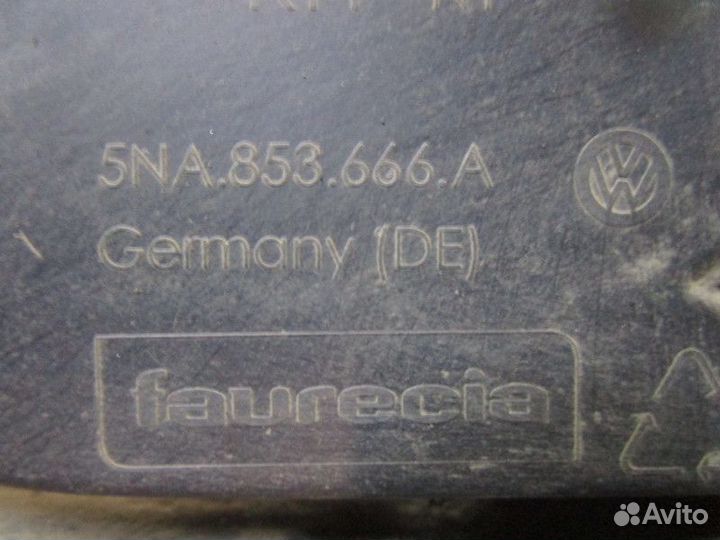 5NA.853.666.A
Germany (DE)
faurecia
Avito